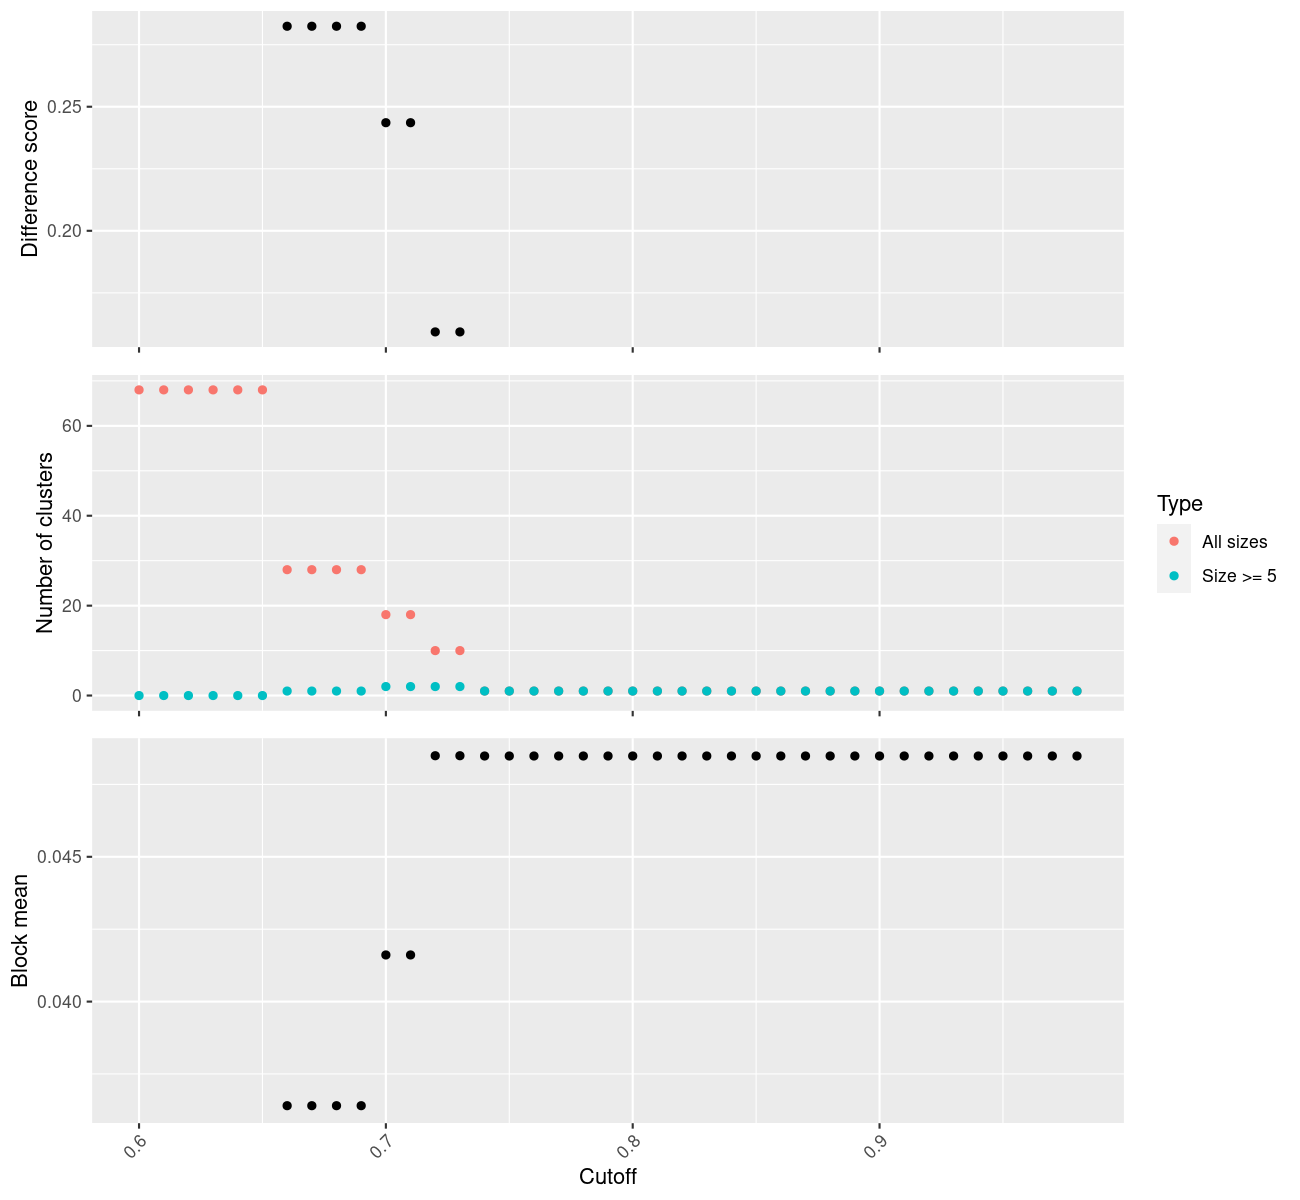 Difference score
0.25
0.20
Number of clusters
60
40
20
0
Type
All sizes
Size >= 5
Block mean
0.045
0.040
0.6
0.7
0.8
0.9
Cutoff